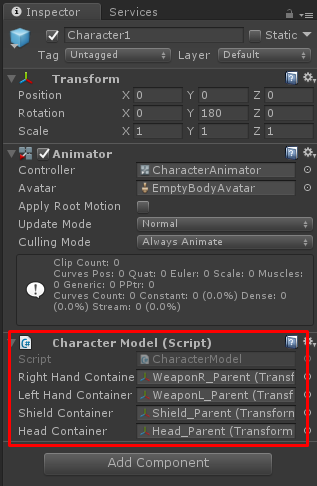 Inspector Services
Character1 Static
Tag Untagged Layer Default
Transform
Position X 0 Y 0 Z 0
Rotation X 0 Y 180 Z 0
Scale X 1 Y 1 Z 1
Animator
Controller CharacterAnimator
Avatar EmptyBodyAvatar
Apply Root Motion
Update Mode Normal
Culling Mode Always Animate
Clip Count: 0
Curves Pos: 0 Quat: 0 Euler: 0 Scale: 0 Muscles:
0 Generic: 0 PPtr: 0
Curves Count: 0 Constant: 0 (0.0%) Dense: 0
(0.0%) Stream: 0 (0.0%)
Character Model (Script)
Script CharacterModel
Right Hand Containe WeaponR_Parent (Transf
Left Hand Container WeaponL_Parent (Transf
Shield Container Shield_Parent (Transform
Head Container Head_Parent (Transform
Add Component